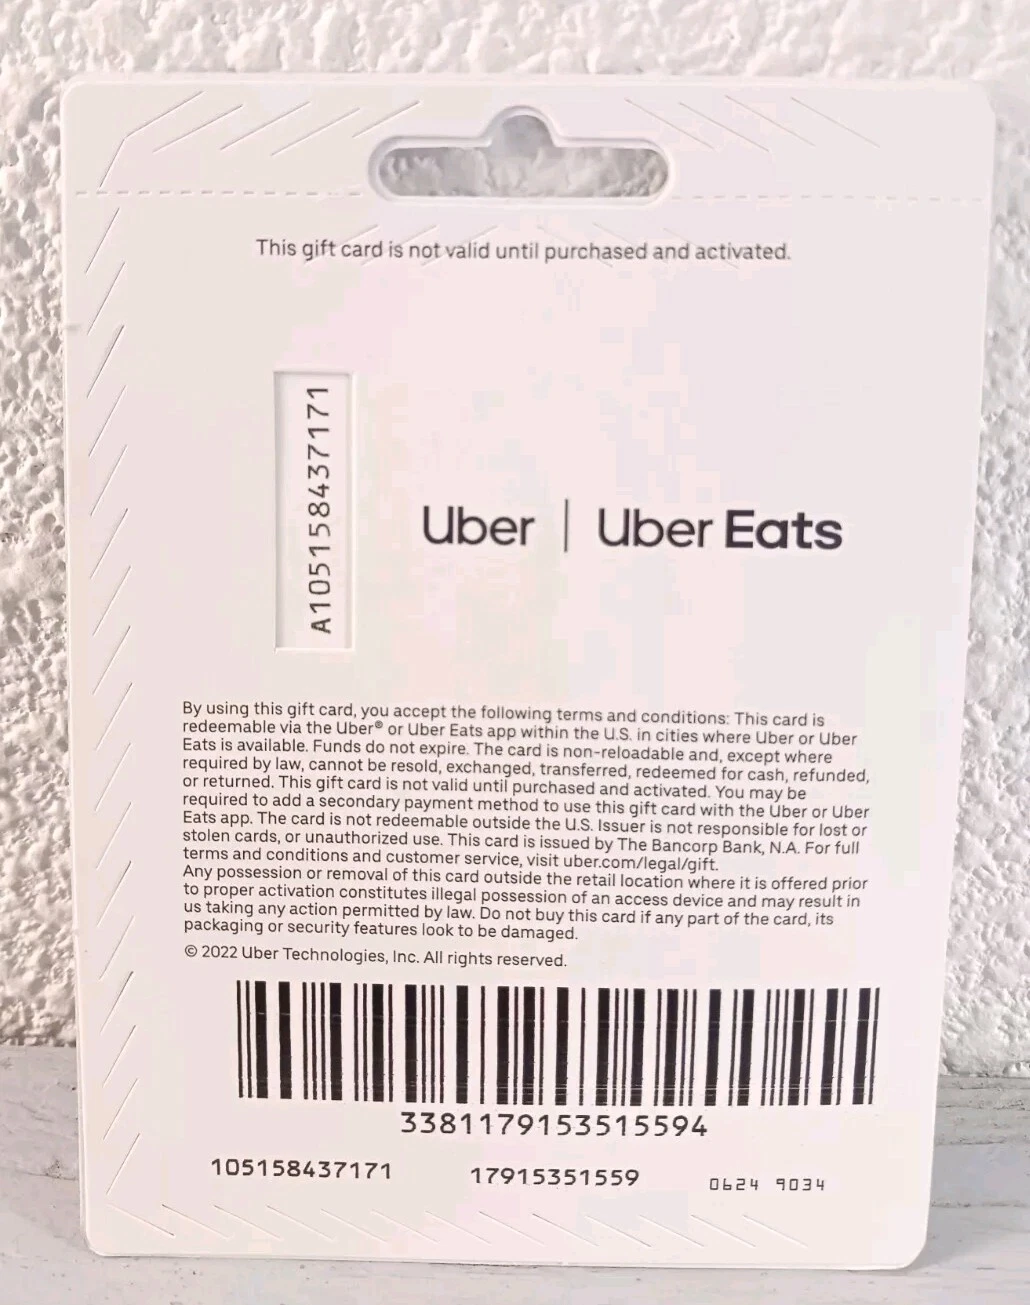 This gift card is not valid until purchased and activated.
A105158437171
Uber | Uber Eats
By using this gift card, you accept the following terms and conditions: This card is
redeemable via the Uber® or Uber Eats app within the U.S. in cities where Uber or Uber
Eats is available. Funds do not expire. The card is non-reloadable and, except where
required by law, cannot be resold, exchanged, transferred, redeemed for cash, refunded,
or returned. This gift card is not valid until purchased and activated. You may be
required to add a secondary payment method to use this gift card with the Uber or Uber
Eats app. The card is not redeemable outside the U.S. Issuer is not responsible for lost or
stolen cards, or unauthorized use. This card is issued by The Bancorp Bank, N.A. For full
terms and conditions and customer service, visit uber.com/legal/gift.
Any possession or removal of this card outside the retail location where it is offered prior
to proper activation constitutes illegal possession of an access device and may result in
us taking any action permitted by law. Do not buy this card if any part of the card, its
packaging or security features look to be damaged.
© 2022 Uber Technologies, Inc. All rights reserved.
3381179153515594
105158437171 17915351559 0624 9034